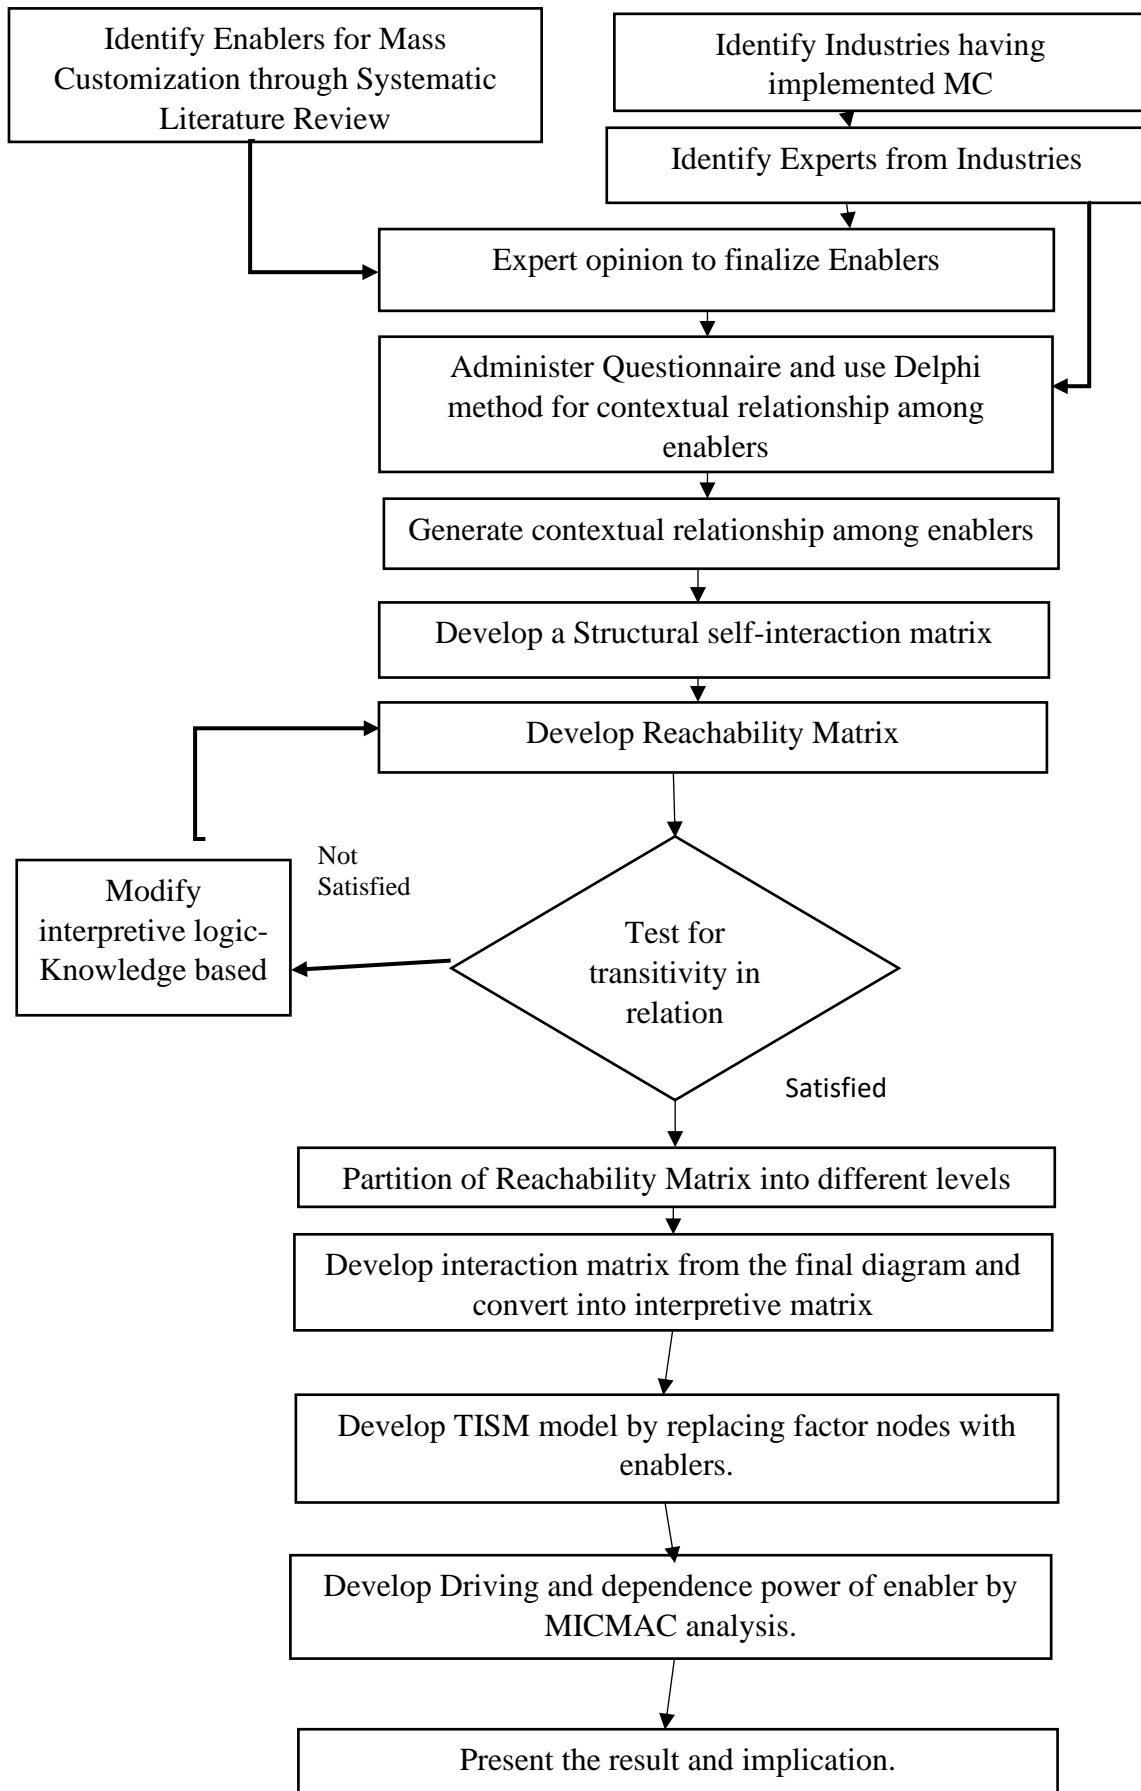 Identify Enablers for Mass
Customization through Systematic
Literature Review
Identify Industries having
implemented MC
Identify Experts from Industries
Expert opinion to finalize Enablers
Administer Questionnaire and use Delphi
method for contextual relationship among
enablers
Generate contextual relationship among enablers
Develop a Structural self-interaction matrix
Develop Reachability Matrix
Not
Satisfied
Modify
interpretive logic-
Knowledge based
Test for
transitivity in
relation
Satisfied
Partition of Reachability Matrix into different levels
Develop interaction matrix from the final diagram and
convert into interpretive matrix
Develop TISM model by replacing factor nodes with
enablers.
Develop Driving and dependence power of enabler by
MICMAC analysis.
Present the result and implication.